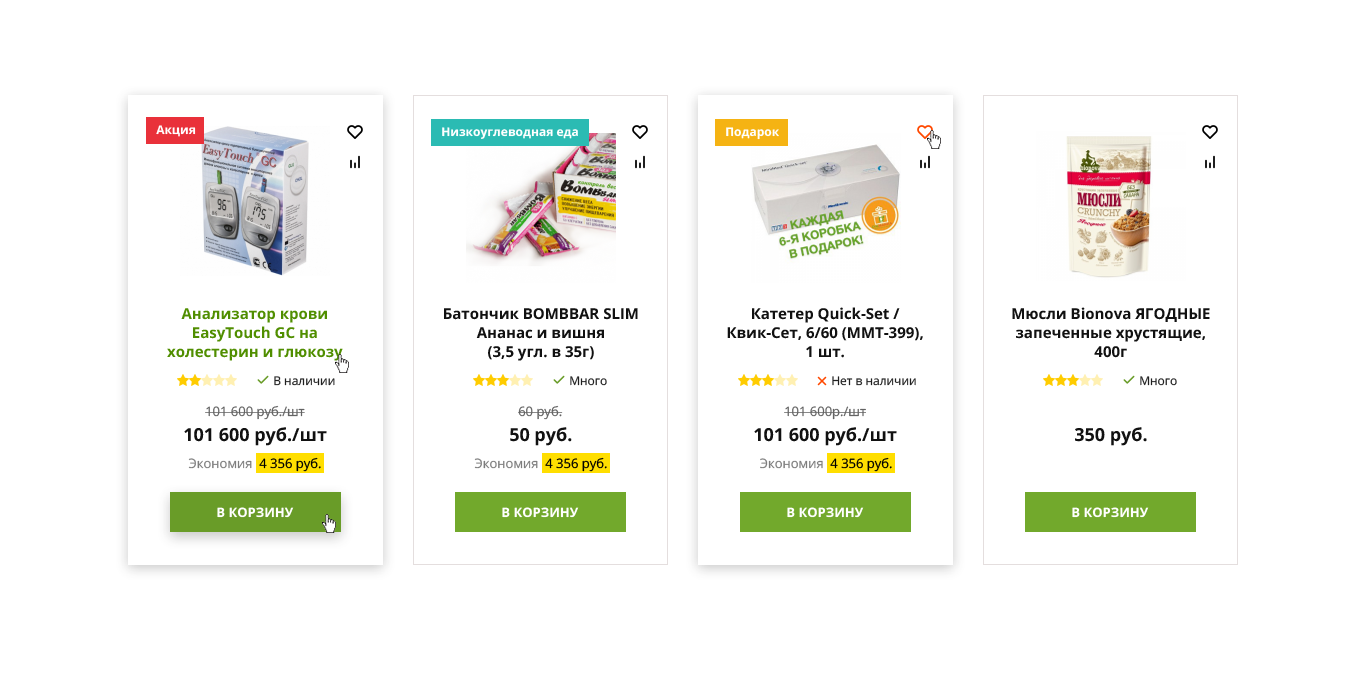 Акция
EasyTouch GC
96
175
Анализатор крови
EasyTouch GC на
холестерин и глюкозу
В наличии
101 600 руб./шт
101 600 руб./шт
Экономия 4 356 руб.
В КОРЗИНУ
Низкоуглеводная еда
BOMBBAR
Батончик BOMBBAR SLIM
Ананас и вишня
(3,5 угл. в 35г)
Много
60 руб.
50 руб.
Экономия 4 356 руб.
В КОРЗИНУ
Подарок
КАЖДАЯ
6-Я КОРОБКА
В ПОДАРОК!
Катетер Quick-Set /
Квик-Сет, 6/60 (ММТ-399),
1 шт.
Нет в наличии
101 600р./шт
101 600 руб./шт
Экономия 4 356 руб.
В КОРЗИНУ
МЮСЛИ
CRUNCHY
Ягодные
Мюсли Bionova ЯГОДНЫЕ
запеченные хрустящие,
400г
Много
350 руб.
В КОРЗИНУ